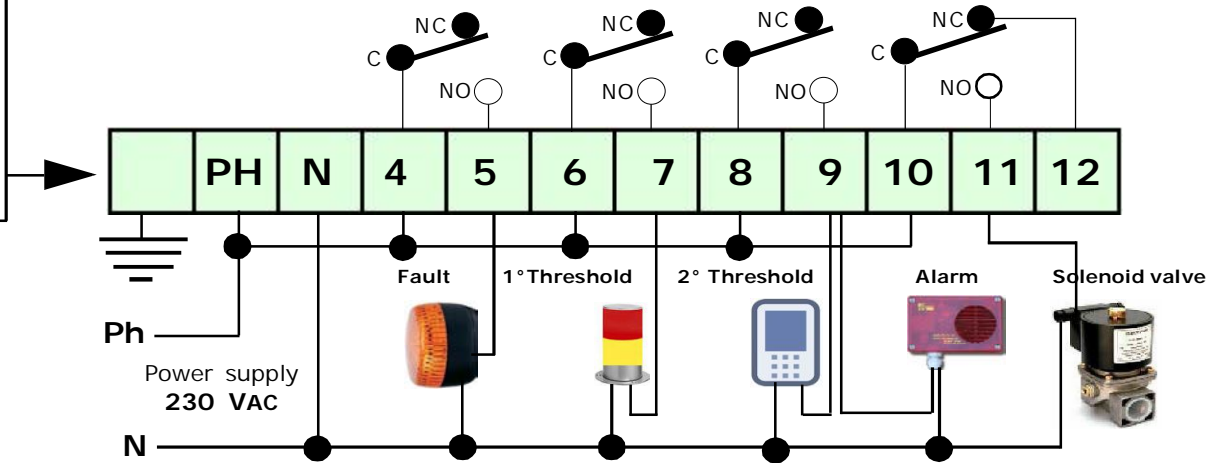 NC NC NC NC
C C C C
NO NO NO NO
PH N 4 5 6 7 8 9 10 11 12
Fault 1°Threshold 2° Threshold Alarm Solenoid valve
Ph
Power supply
230 VAC
N